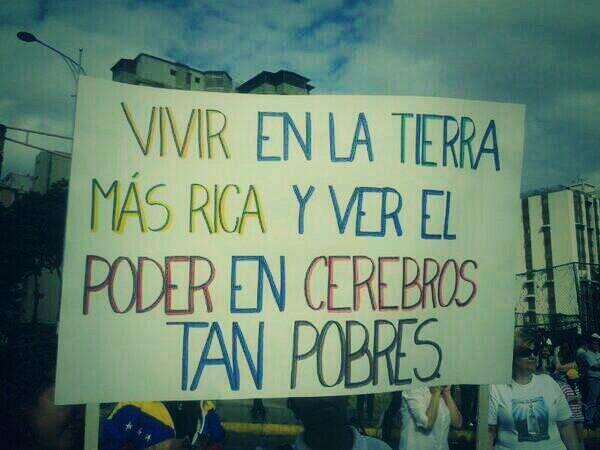 VIVIR EN LA TIERRA
MÁS RICA Y VER EL
PODER EN CEREBROS
TAN POBRES.